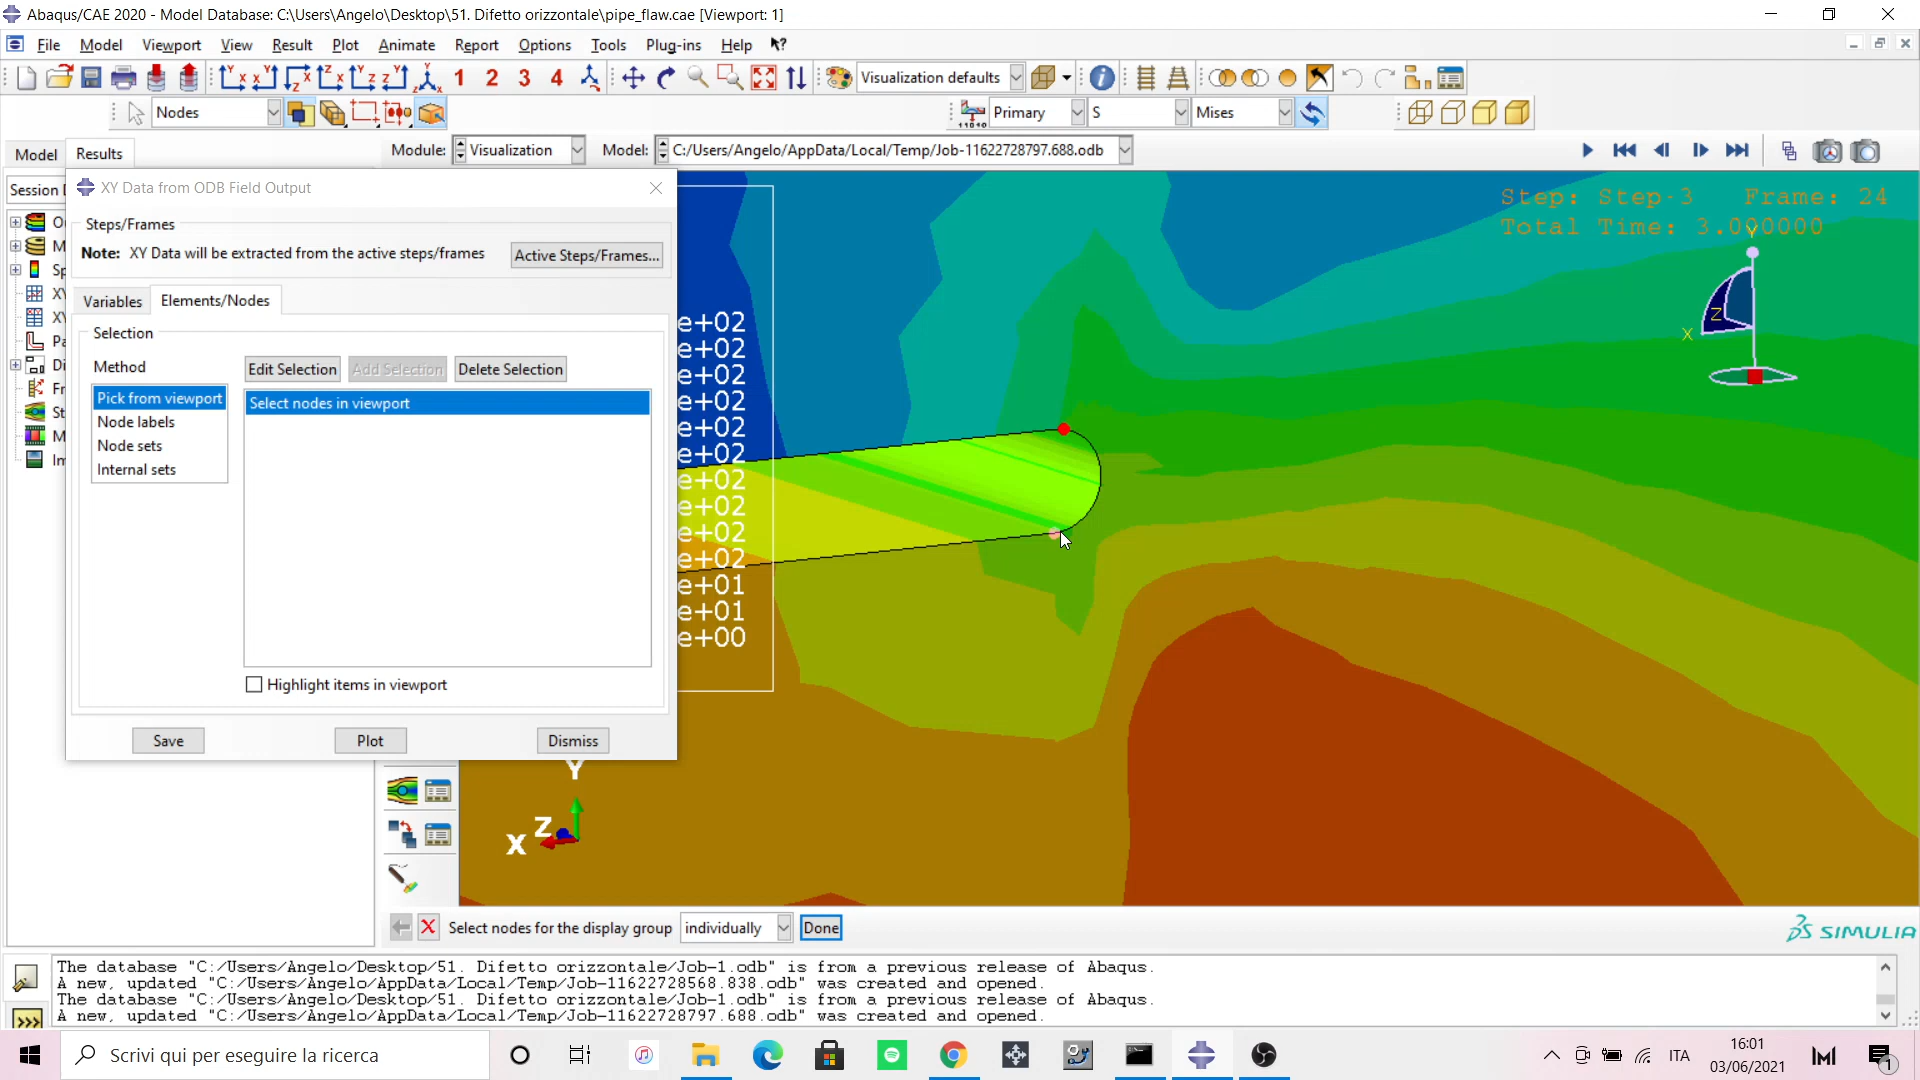 Abaqus/CAE 2020 - Model Database: C:\Users\Angelo\Desktop\51. Difetto orizzontale\pipe_flaw.cae [Viewport: 1]
File Model Viewport View Result Plot Animate Report Options Tools Plug-ins Help
1 2 3 4 Visualization defaults
Nodes Primary S Mises
Model Results Module: Visualization Model: C:/Users/Angelo/AppData/Local/Temp/Job-11622728797.688.odb
Session
XY Data from ODB Field Output
Steps/Frames
Note: XY Data will be extracted from the active steps/frames Active Steps/Frames...
Variables Elements/Nodes
Selection
Method
Edit Selection Add Selection Delete Selection
Pick from viewport
Node labels
Node sets
Internal sets
Select nodes in viewport
Highlight items in viewport
Save Plot Dismiss
e+02
e+02
e+02
e+02
e+02
e+02
e+02
e+02
e+02
e+02
e+01
e+01
e+00
Step: Step-3 Frame: 24
Total Time: 3.000000
Y
Z
X
Y
Z
X
Select nodes for the display group individually Done
SIMULIA
The database "C:/Users/Angelo/Desktop/51. Difetto orizzontale/Job-1.odb" is from a previous release of Abaqus.
A new, updated "C:/Users/Angelo/AppData/Local/Temp/Job-11622728568.838.odb" was created and opened.
The database "C:/Users/Angelo/Desktop/51. Difetto orizzontale/Job-1.odb" is from a previous release of Abaqus.
A new, updated "C:/Users/Angelo/AppData/Local/Temp/Job-11622728797.688.odb" was created and opened.
Scrivi qui per eseguire la ricerca
ITA
16:01
03/06/2021
1